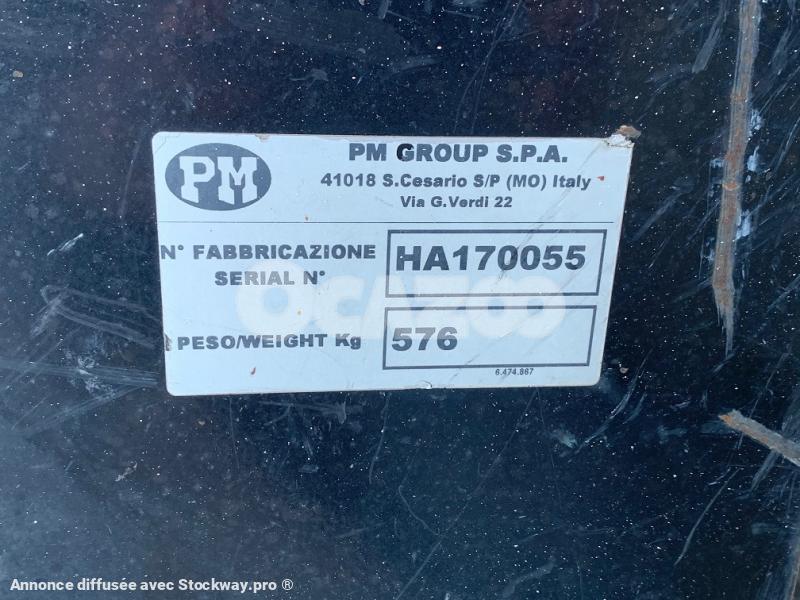 PM
PM GROUP S.P.A.
41018 S.Cesario S/P (MO) Italy
Via G.Verdi 22
N° FABBRICAZIONE
SERIAL N°
HA170055
OCAZOO
PESO/WEIGHT Kg
576
6.474.867
Annonce diffusée avec Stockway.pro ®